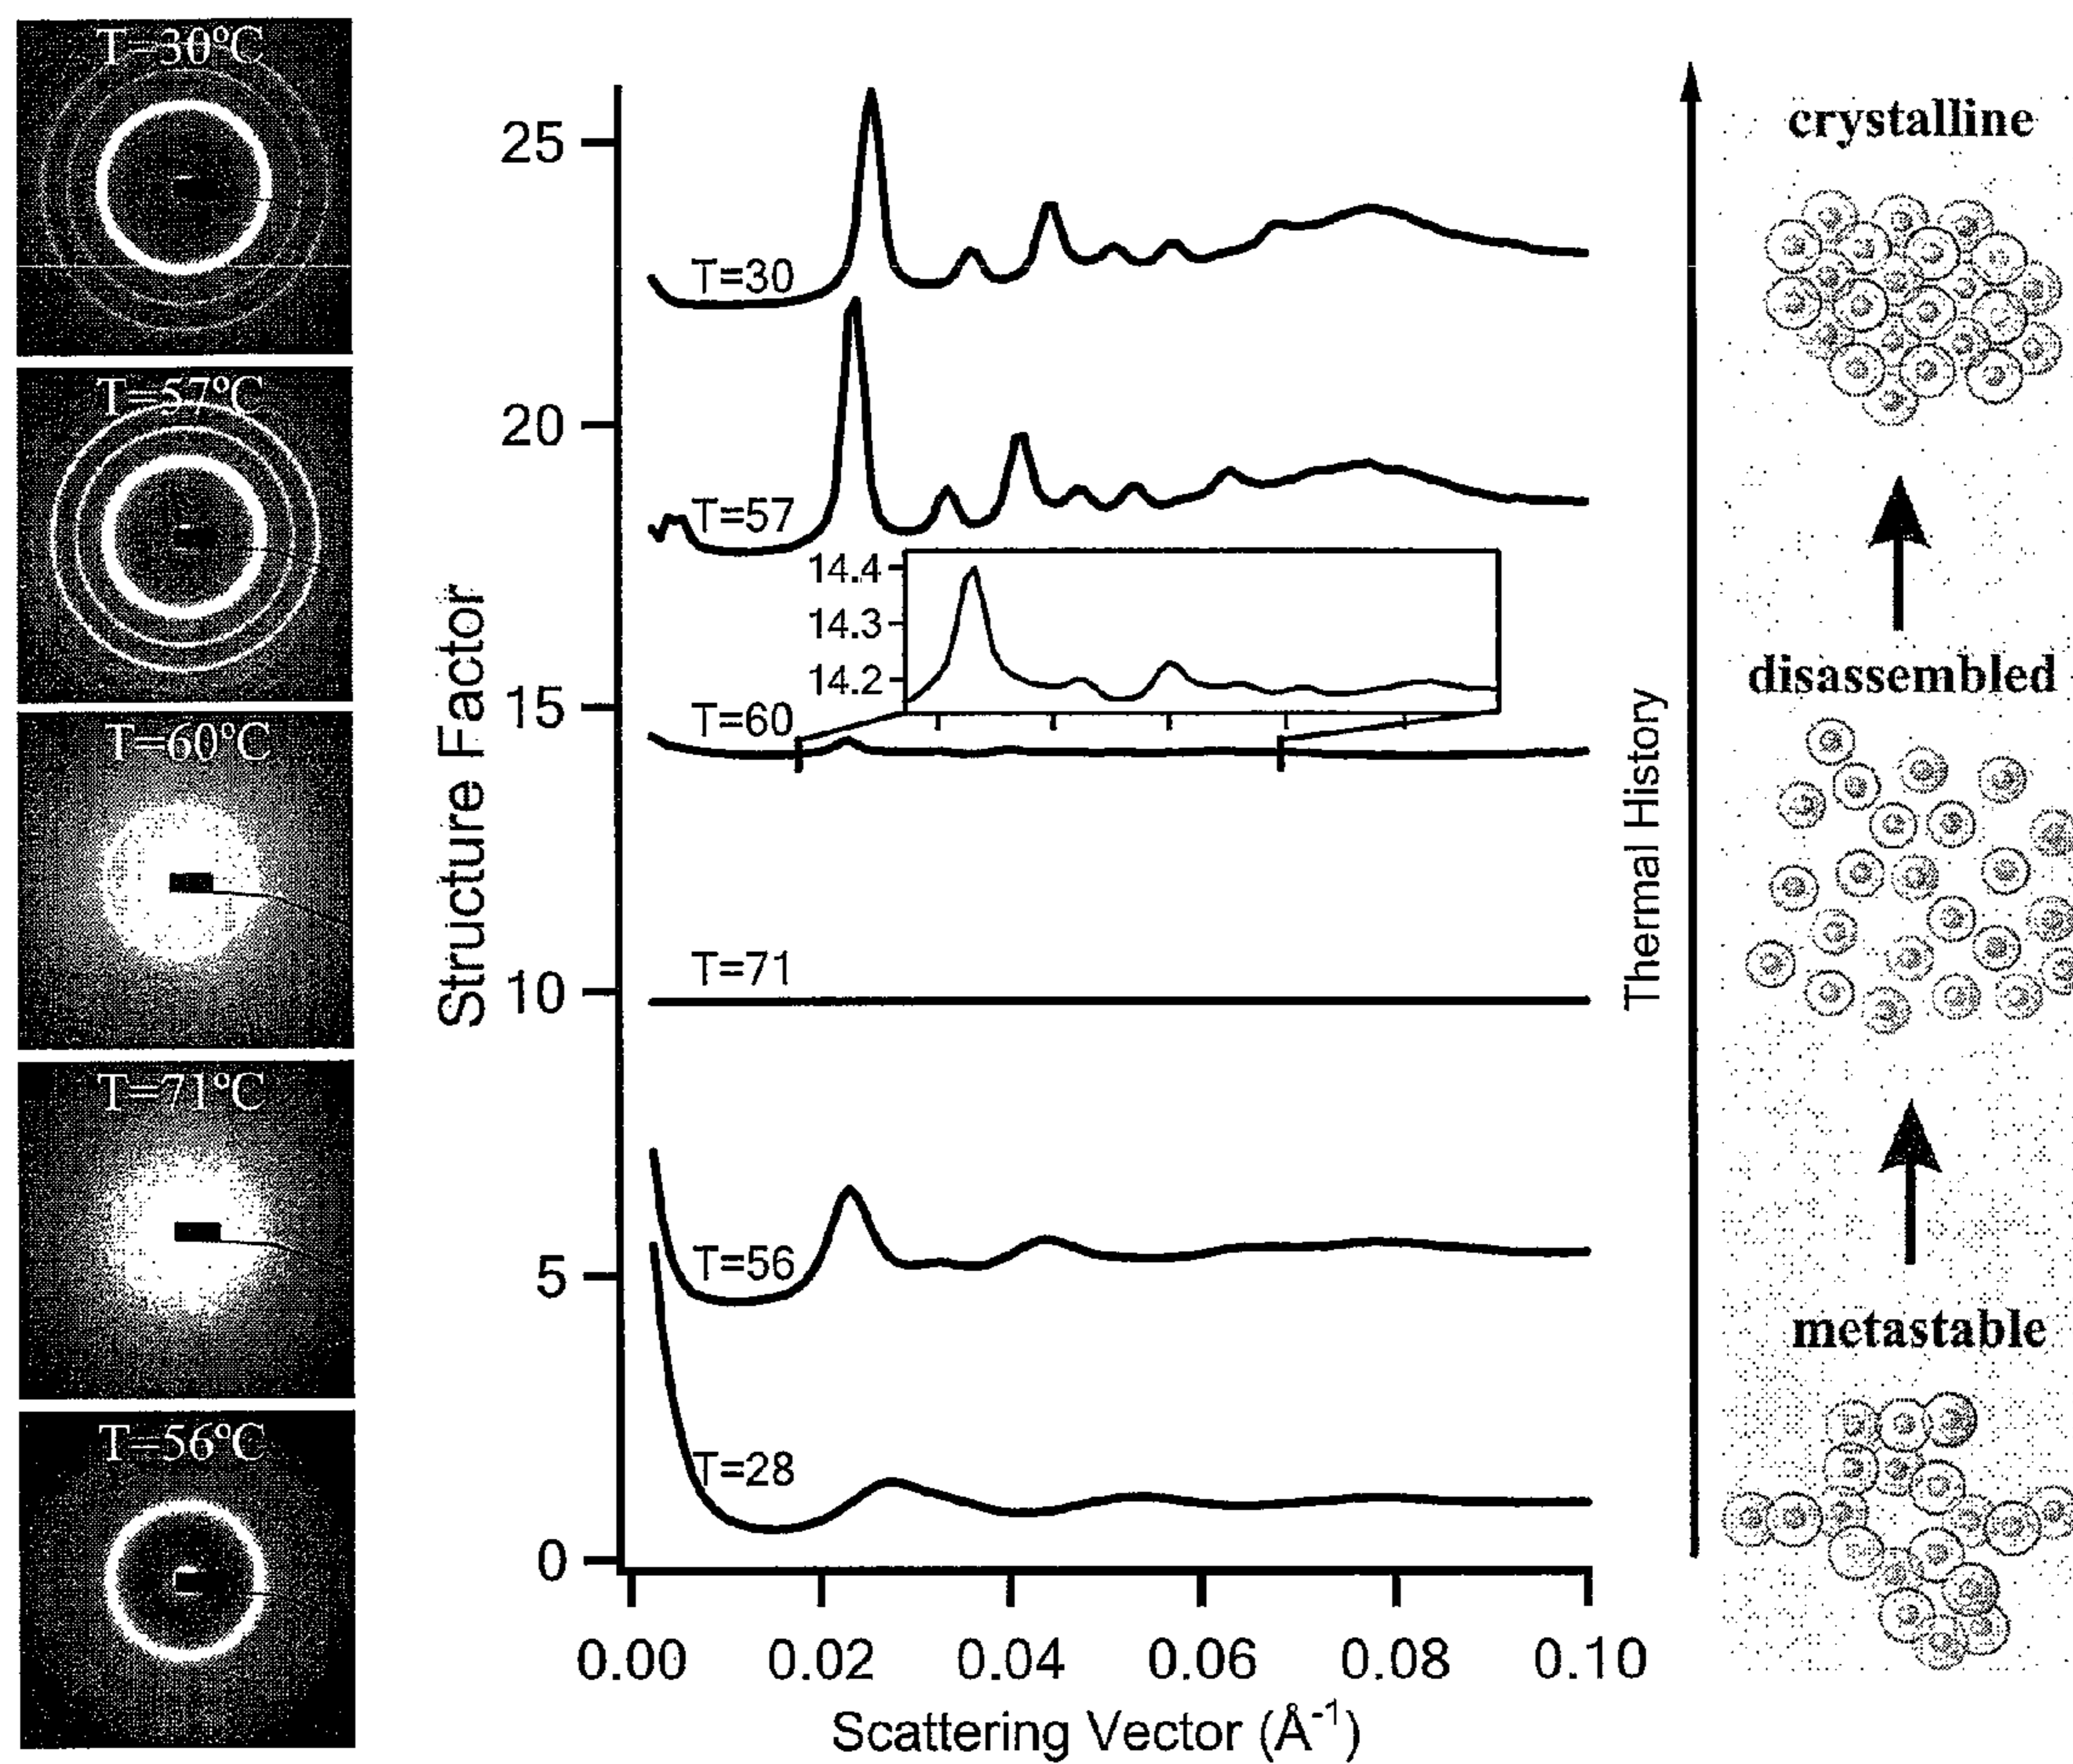 T=30ºC
T=57ºC
T=60ºC
T=71ºC
T=56ºC
Structure Factor
25
20
15
10
5
0
T=30
T=57
14.4
14.3
14.2
T=60
T=71
T=56
T=28
0.00 0.02 0.04 0.06 0.08 0.10
Scattering Vector (Å⁻¹)
Thermal History
crystalline
disassembled
metastable